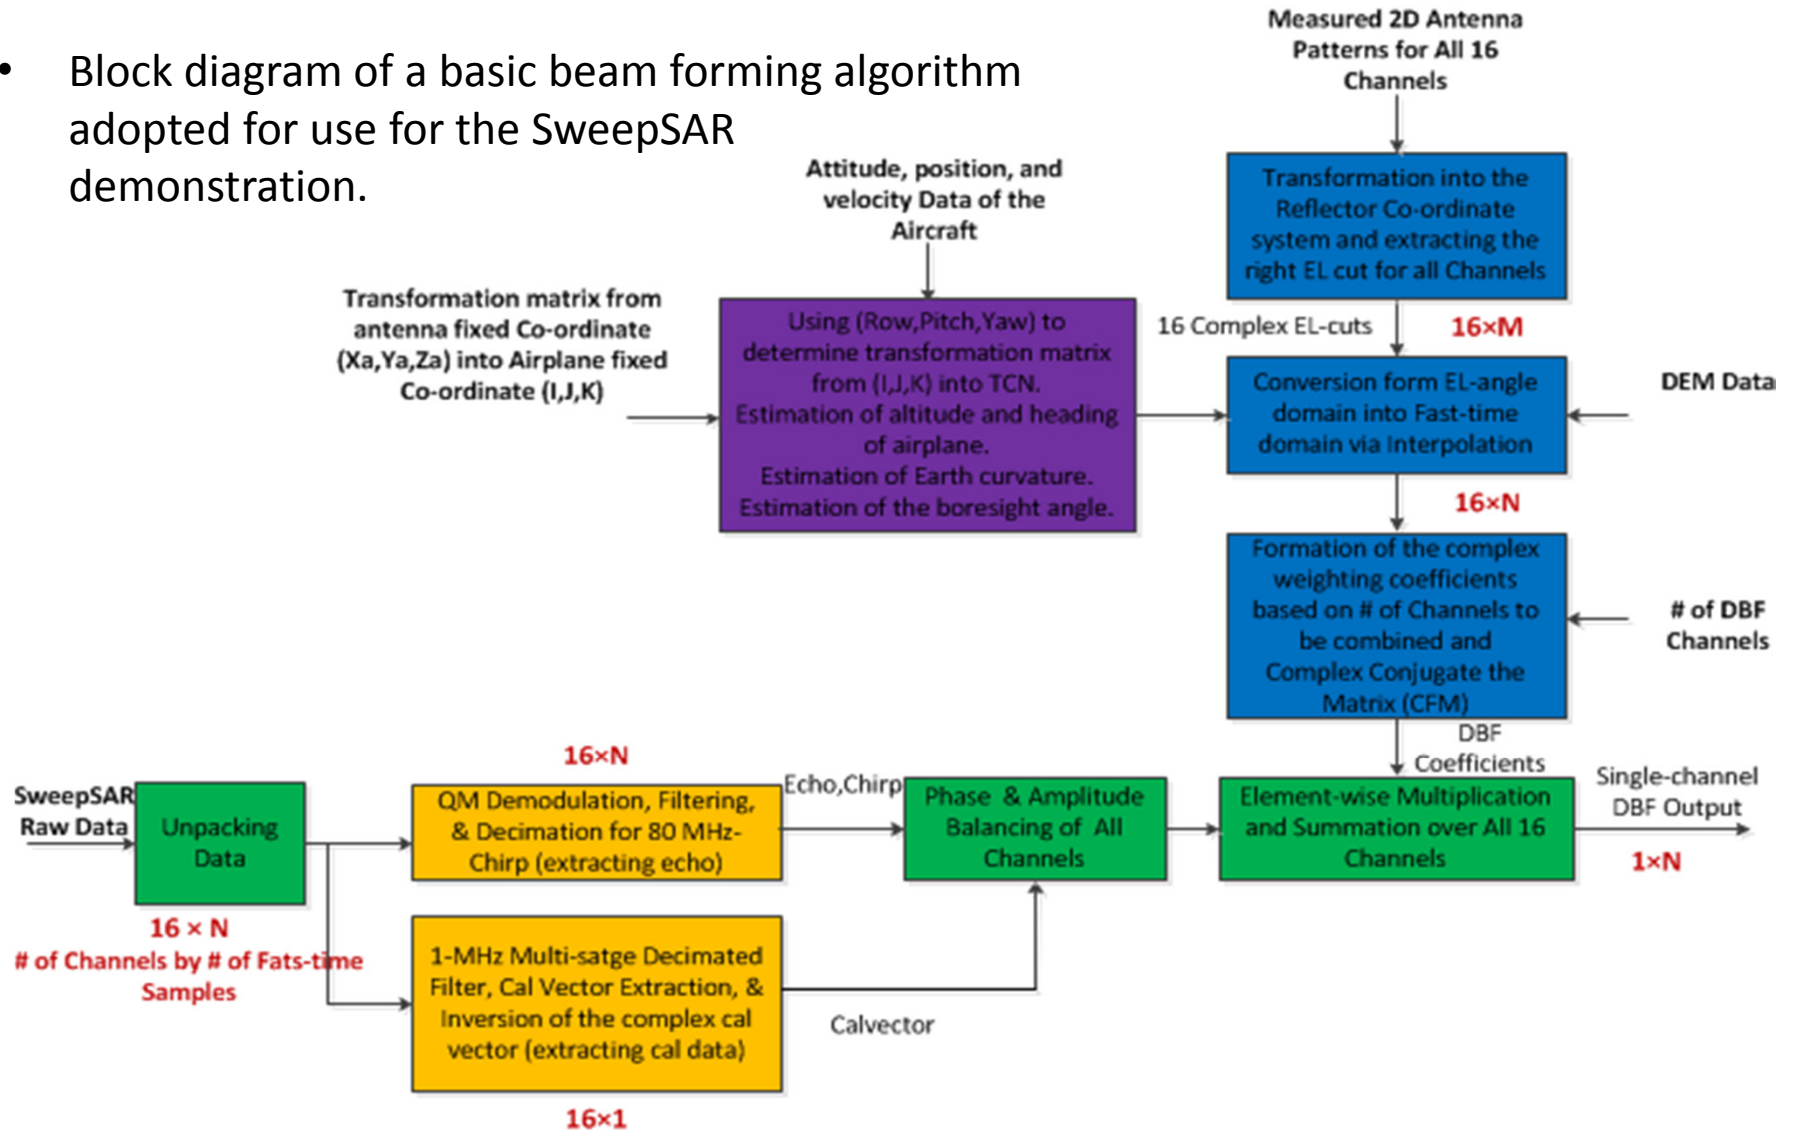 • Block diagram of a basic beam forming algorithm
adopted for use for the SweepSAR
demonstration.
Measured 2D Antenna
Patterns for All 16
Channels
Attitude, position, and
velocity Data of the
Aircraft
Transformation into the
Reflector Co-ordinate
system and extracting the
right EL cut for all Channels
Transformation matrix from
antenna fixed Co-ordinate
(Xa,Ya,Za) into Airplane fixed
Co-ordinate (I,J,K)
Using (Row,Pitch,Yaw) to
determine transformation matrix
from (I,J,K) into TCN.
Estimation of altitude and heading
of airplane.
Estimation of Earth curvature.
Estimation of the boresight angle.
16 Complex EL-cuts
16×M
Conversion form EL-angle
domain into Fast-time
domain via Interpolation
DEM Data
16×N
Formation of the complex
weighting coefficients
based on # of Channels to
be combined and
Complex Conjugate the
Matrix (CFM)
# of DBF
Channels
DBF
Coefficients
SweepSAR
Raw Data
Unpacking
Data
16 × N
# of Channels by # of Fats-time
Samples
16×N
QM Demodulation, Filtering,
& Decimation for 80 MHz-
Chirp (extracting echo)
Echo,Chirp
Phase & Amplitude
Balancing of All
Channels
Element-wise Multiplication
and Summation over All 16
Channels
Single-channel
DBF Output
1×N
1-MHz Multi-satge Decimated
Filter, Cal Vector Extraction, &
Inversion of the complex cal
vector (extracting cal data)
Calvector
16×1